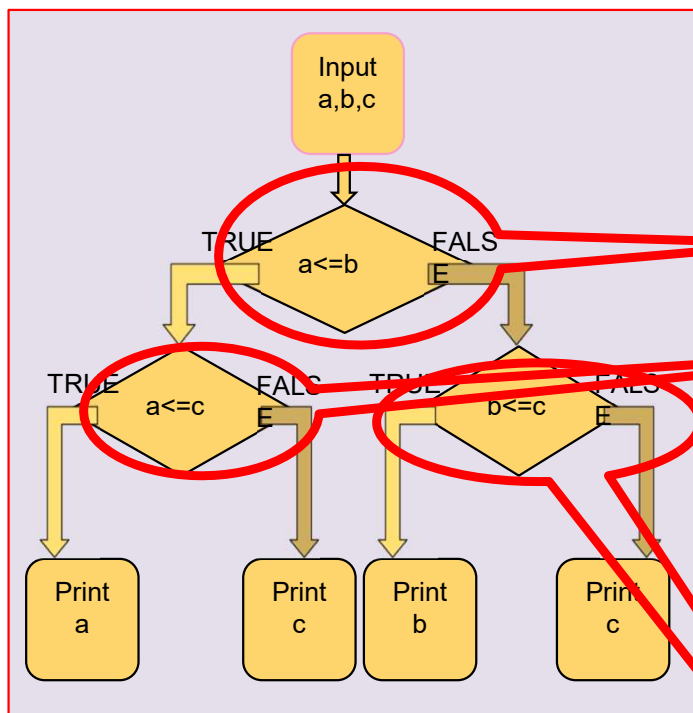 Input
a,b,c
TRUE
FALS
E
a<=b
TRUE
FALS
E
a<=c
TRUE
FALS
E
b<=c
Print
a
Print
c
Print
b
Print
c